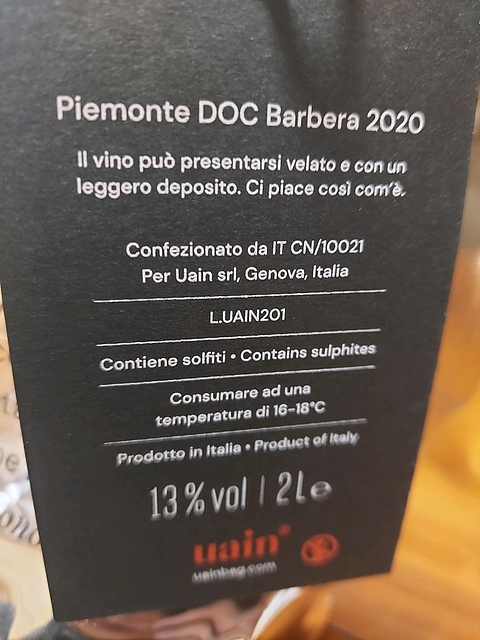 Piemonte DOC Barbera 2020
Il vino può presentarsi velato e con un
leggero deposito. Ci piace così com'è.
Confezionato da IT CN/10021
Per Uain srl, Genova, Italia
L.UAIN201
Contiene solfiti • Contains sulphites
Consumare ad una
temperatura di 16-18°C
Prodotto in Italia • Product of Italy
13%vol | 2L℮
uain®
uainbag.com